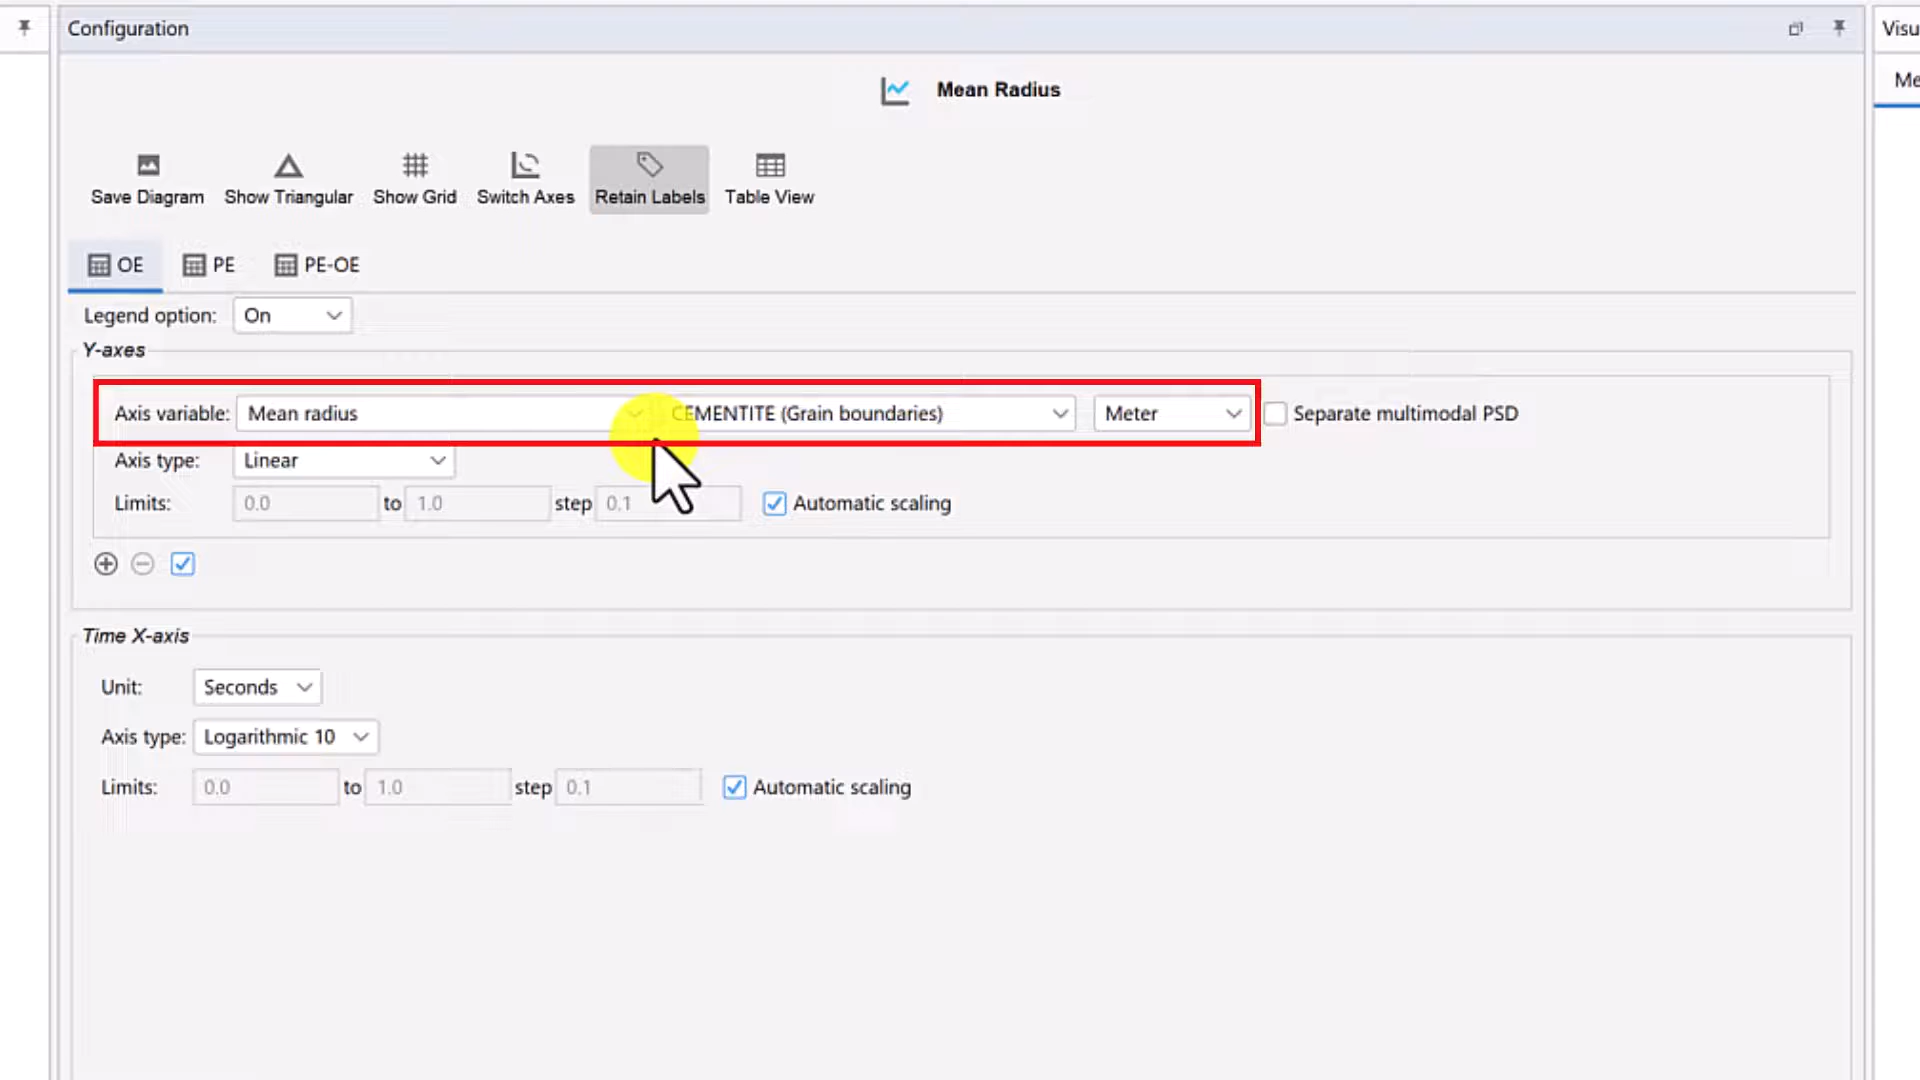 Configuration
Visu
Me
Mean Radius
Save Diagram Show Triangular Show Grid Switch Axes Retain Labels Table View
OE PE PE-OE
Legend option: On
Y-axes
Axis variable: Mean radius CEMENTITE (Grain boundaries) Meter Separate multimodal PSD
Axis type: Linear
Limits: 0.0 to 1.0 step 0.1 Automatic scaling
Time X-axis
Unit: Seconds
Axis type: Logarithmic 10
Limits: 0.0 to 1.0 step 0.1 Automatic scaling